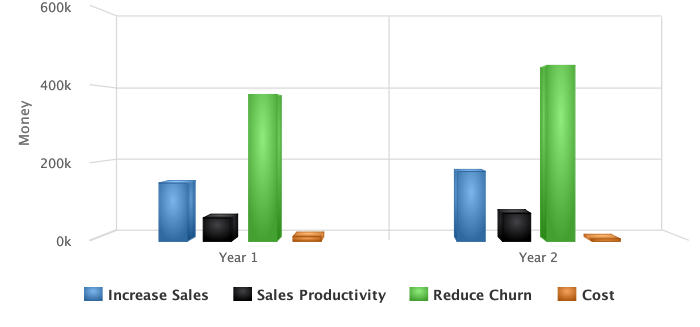 600k
400k
200k
0k
Money
Year 1
Year 2
Increase Sales
Sales Productivity
Reduce Churn
Cost